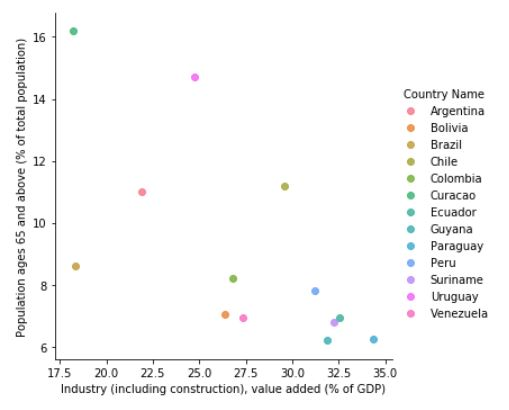 Population ages 65 and above (% of total population)
16
14
12
10
8
6
17.5 20.0 22.5 25.0 27.5 30.0 32.5 35.0
Industry (including construction), value added (% of GDP)
Country Name
Argentina
Bolivia
Brazil
Chile
Colombia
Curacao
Ecuador
Guyana
Paraguay
Peru
Suriname
Uruguay
Venezuela